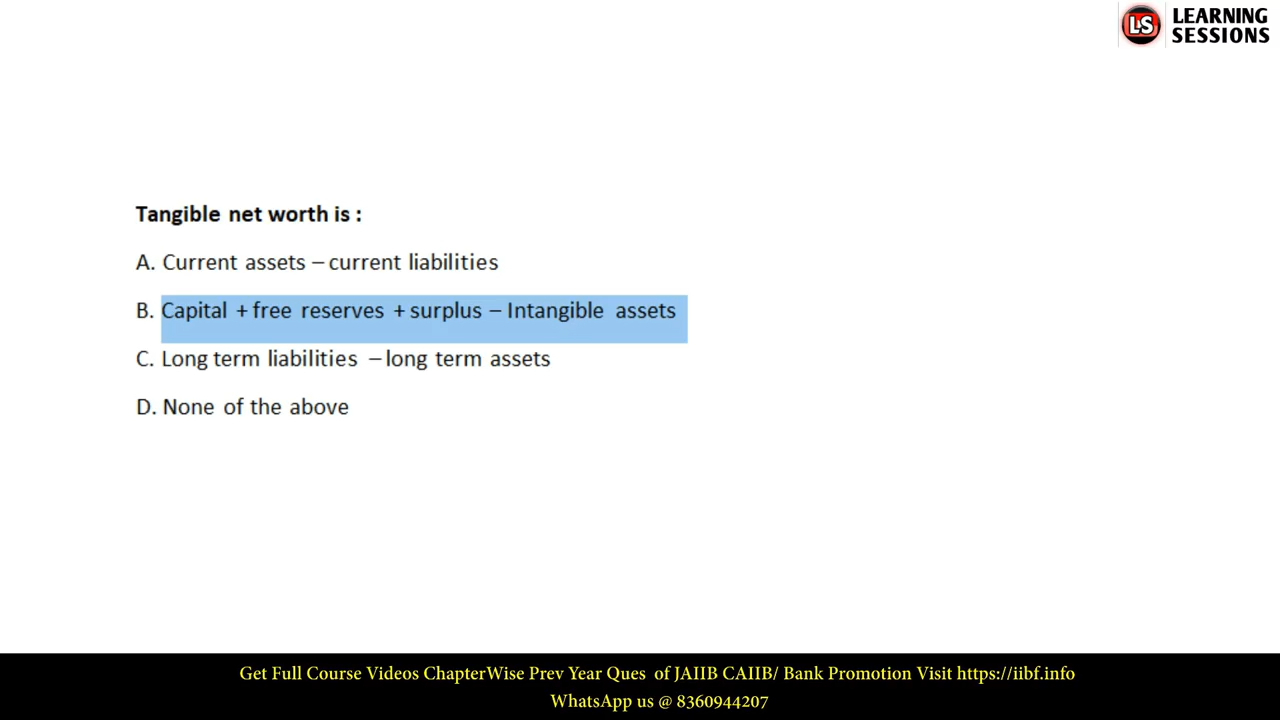 LS LEARNING
SESSIONS
Tangible net worth is :
A. Current assets – current liabilities
B. Capital + free reserves + surplus – Intangible assets
C. Long term liabilities – long term assets
D. None of the above
Get Full Course Videos ChapterWise Prev Year Ques of JAIIB CAIIB/ Bank Promotion Visit https://iibf.info
WhatsApp us @ 8360944207